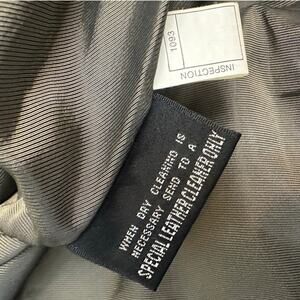 INSPECTION
1093
WHEN DRY CLEANING IS
NECESSARY SEND TO A
SPECIAL LEATHER CLEANER ONLY